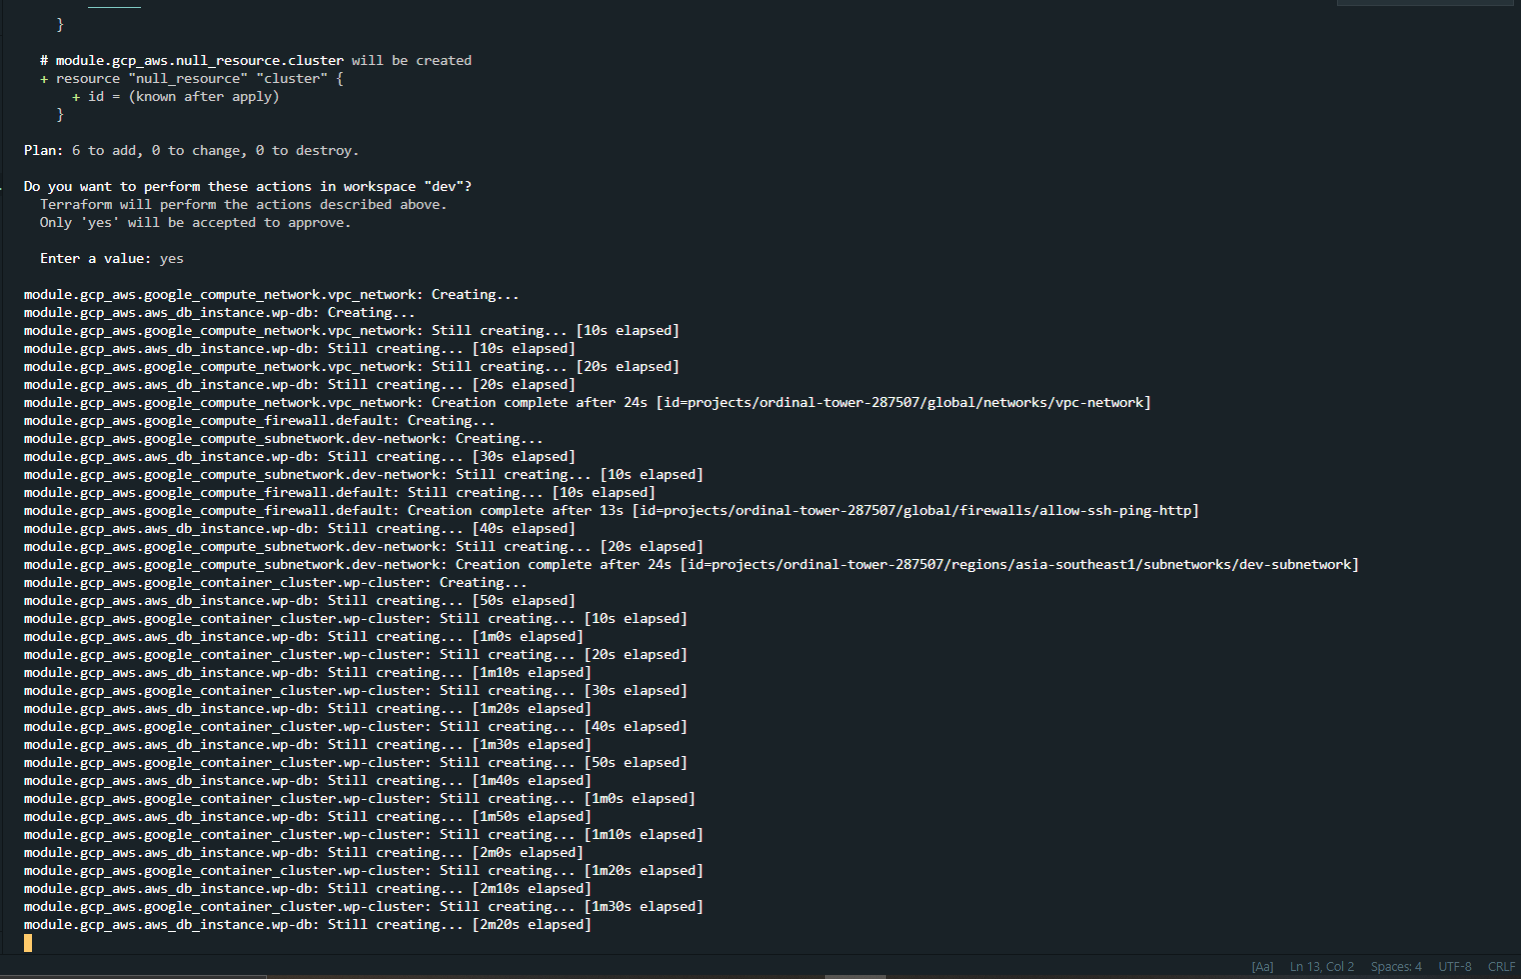 }
# module.gcp_aws.null_resource.cluster will be created
+ resource "null_resource" "cluster" {
+ id = (known after apply)
}
Plan: 6 to add, 0 to change, 0 to destroy.
Do you want to perform these actions in workspace "dev"?
Terraform will perform the actions described above.
Only 'yes' will be accepted to approve.
Enter a value: yes
module.gcp_aws.google_compute_network.vpc_network: Creating...
module.gcp_aws.aws_db_instance.wp-db: Creating...
module.gcp_aws.google_compute_network.vpc_network: Still creating... [10s elapsed]
module.gcp_aws.aws_db_instance.wp-db: Still creating... [10s elapsed]
module.gcp_aws.google_compute_network.vpc_network: Still creating... [20s elapsed]
module.gcp_aws.aws_db_instance.wp-db: Still creating... [20s elapsed]
module.gcp_aws.google_compute_network.vpc_network: Creation complete after 24s [id=projects/ordinal-tower-287507/global/networks/vpc-network]
module.gcp_aws.google_compute_firewall.default: Creating...
module.gcp_aws.google_compute_subnetwork.dev-network: Creating...
module.gcp_aws.aws_db_instance.wp-db: Still creating... [30s elapsed]
module.gcp_aws.google_compute_subnetwork.dev-network: Still creating... [10s elapsed]
module.gcp_aws.google_compute_firewall.default: Still creating... [10s elapsed]
module.gcp_aws.google_compute_firewall.default: Creation complete after 13s [id=projects/ordinal-tower-287507/global/firewalls/allow-ssh-ping-http]
module.gcp_aws.aws_db_instance.wp-db: Still creating... [40s elapsed]
module.gcp_aws.google_compute_subnetwork.dev-network: Still creating... [20s elapsed]
module.gcp_aws.google_compute_subnetwork.dev-network: Creation complete after 24s [id=projects/ordinal-tower-287507/regions/asia-southeast1/subnetworks/dev-subnetwork]
module.gcp_aws.google_container_cluster.wp-cluster: Creating...
module.gcp_aws.aws_db_instance.wp-db: Still creating... [50s elapsed]
module.gcp_aws.google_container_cluster.wp-cluster: Still creating... [10s elapsed]
module.gcp_aws.aws_db_instance.wp-db: Still creating... [1m0s elapsed]
module.gcp_aws.google_container_cluster.wp-cluster: Still creating... [20s elapsed]
module.gcp_aws.aws_db_instance.wp-db: Still creating... [1m10s elapsed]
module.gcp_aws.google_container_cluster.wp-cluster: Still creating... [30s elapsed]
module.gcp_aws.aws_db_instance.wp-db: Still creating... [1m20s elapsed]
module.gcp_aws.google_container_cluster.wp-cluster: Still creating... [40s elapsed]
module.gcp_aws.aws_db_instance.wp-db: Still creating... [1m30s elapsed]
module.gcp_aws.google_container_cluster.wp-cluster: Still creating... [50s elapsed]
module.gcp_aws.aws_db_instance.wp-db: Still creating... [1m40s elapsed]
module.gcp_aws.google_container_cluster.wp-cluster: Still creating... [1m0s elapsed]
module.gcp_aws.aws_db_instance.wp-db: Still creating... [1m50s elapsed]
module.gcp_aws.google_container_cluster.wp-cluster: Still creating... [1m10s elapsed]
module.gcp_aws.aws_db_instance.wp-db: Still creating... [2m0s elapsed]
module.gcp_aws.google_container_cluster.wp-cluster: Still creating... [1m20s elapsed]
module.gcp_aws.aws_db_instance.wp-db: Still creating... [2m10s elapsed]
module.gcp_aws.google_container_cluster.wp-cluster: Still creating... [1m30s elapsed]
module.gcp_aws.aws_db_instance.wp-db: Still creating... [2m20s elapsed]
[Aa] Ln 13, Col 2 Spaces: 4 UTF-8 CRLF